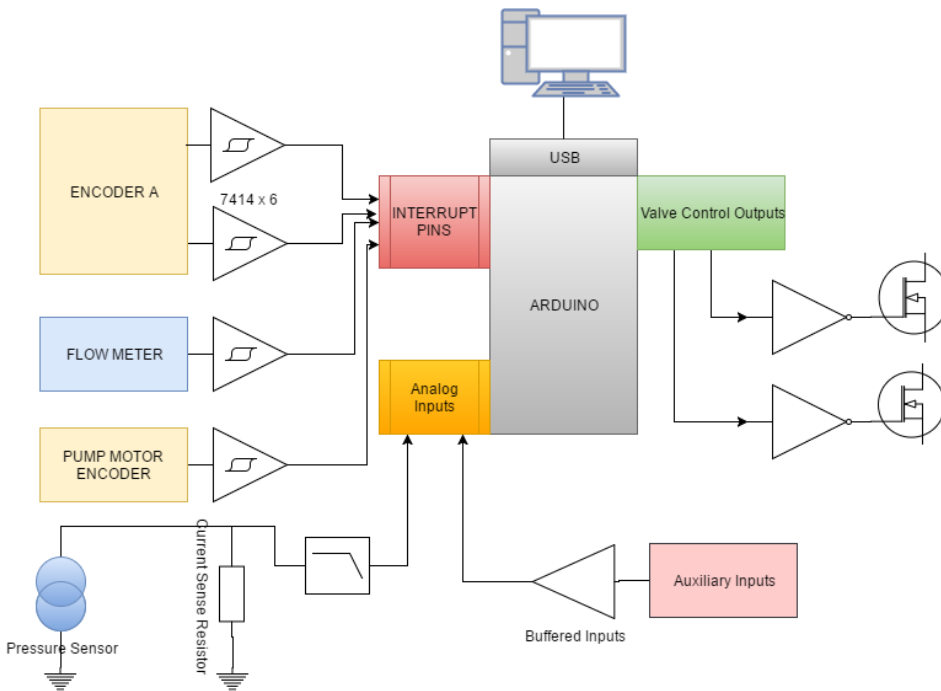 USB
ENCODER A
7414 x 6
INTERRUPT
PINS
Valve Control Outputs
ARDUINO
FLOW METER
Analog
Inputs
PUMP MOTOR
ENCODER
Current Sense Resistor
Auxiliary Inputs
Buffered Inputs
Pressure Sensor